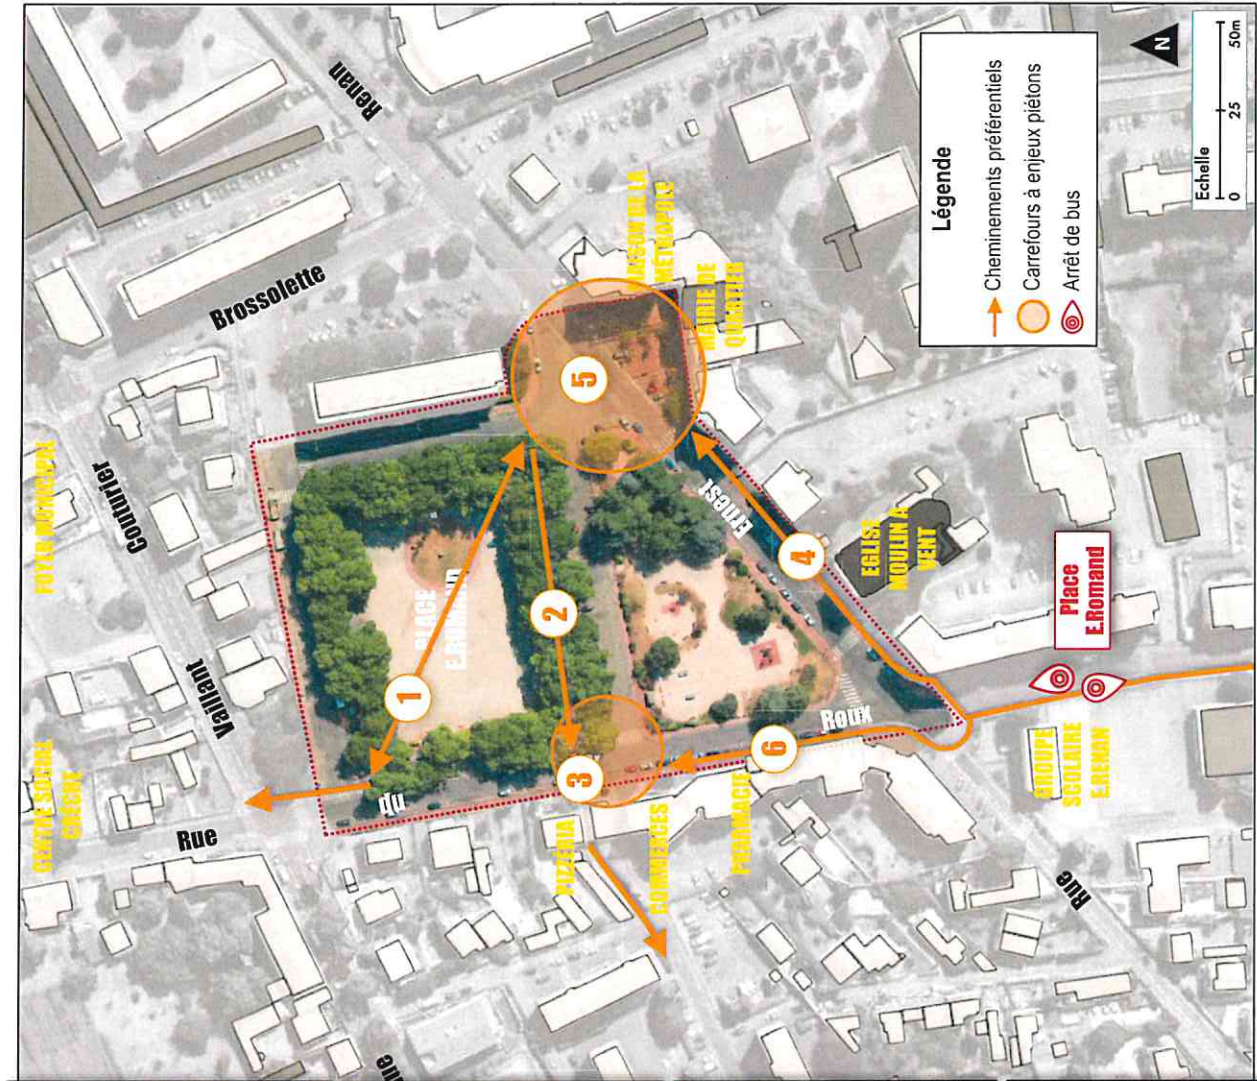 FOYER MUNICIPAL
CENTRE SOCIAL
CRECHE
Couturier
Vaillant
Rue
Brossolette
Renan
PLACE
E.ROMAND
1
2
3
4
5
6
du
Roux
Ernest
MAISON DE LA
MÉTROPOLE
MAIRIE DE
QUARTIER
EGLISE
MOULIN A
VENT
PIZZÉRIA
COMMERCES
PHARMACIE
GROUPE
SCOLAIRE
E.RENAN
Place
E.Romand
Rue
Légende
Cheminements préférentiels
Carrefours à enjeux piétons
Arrêt de bus
N
Echelle
0
25
50m